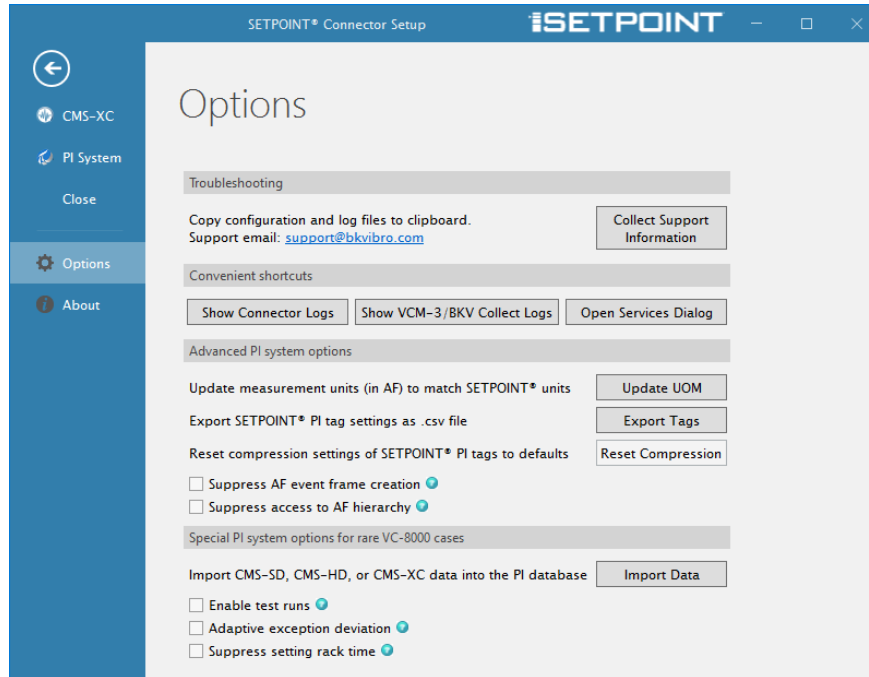 SETPOINT® Connector Setup
SETPOINT
CMS-XC
PI System
Close
Options
About
Options
Troubleshooting
Copy configuration and log files to clipboard.
Support email: support@bkvibro.com
Collect Support
Information
Convenient shortcuts
Show Connector Logs
Show VCM-3/BKV Collect Logs
Open Services Dialog
Advanced PI system options
Update measurement units (in AF) to match SETPOINT® units
Update UOM
Export SETPOINT® PI tag settings as .csv file
Export Tags
Reset compression settings of SETPOINT® PI tags to defaults
Reset Compression
Suppress AF event frame creation
Suppress access to AF hierarchy
Special PI system options for rare VC-8000 cases
Import CMS-SD, CMS-HD, or CMS-XC data into the PI database
Import Data
Enable test runs
Adaptive exception deviation
Suppress setting rack time